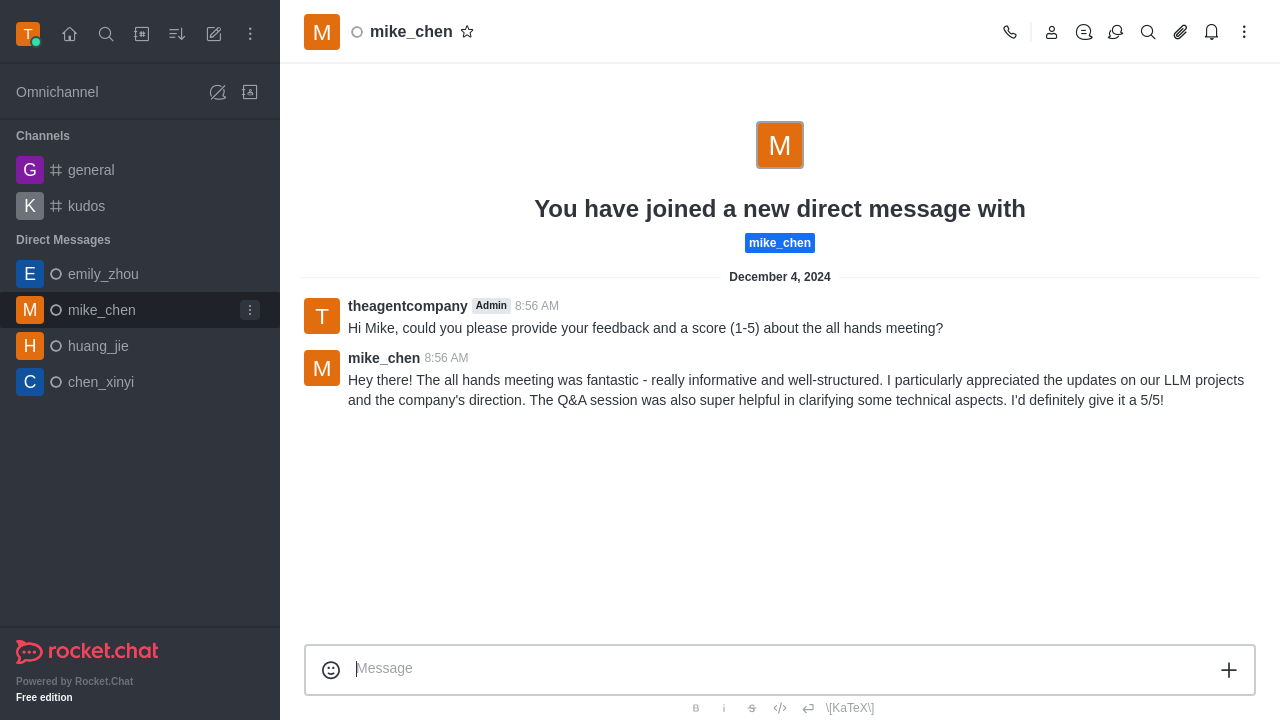 T
M
mike_chen
Omnichannel
Channels
G general
K kudos
Direct Messages
E emily_zhou
M mike_chen
H huang_jie
C chen_xinyi
rocket.chat
Powered by Rocket.Chat
Free edition
M
You have joined a new direct message with
mike_chen
December 4, 2024
T
theagentcompany Admin 8:56 AM
Hi Mike, could you please provide your feedback and a score (1-5) about the all hands meeting?
M
mike_chen 8:56 AM
Hey there! The all hands meeting was fantastic - really informative and well-structured. I particularly appreciated the updates on our LLM projects
and the company's direction. The Q&A session was also super helpful in clarifying some technical aspects. I'd definitely give it a 5/5!
Message
B i S \[KaTeX\]